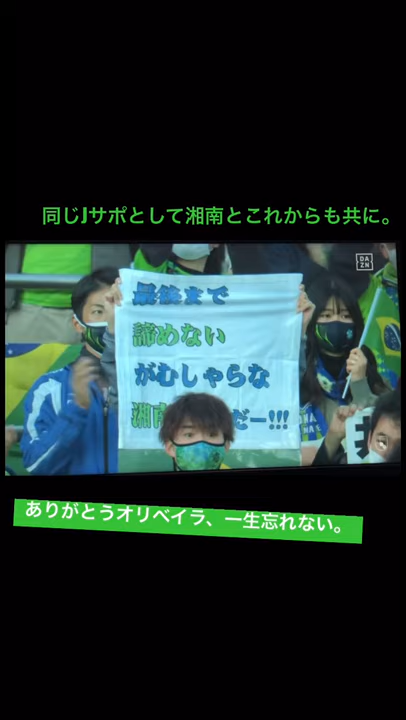 同じJサポとして湘南とこれからも共に。
DAZN
最後まで
諦めない
がむしゃらな
湘南 だー!!!
ありがとうオリベイラ、一生忘れない。